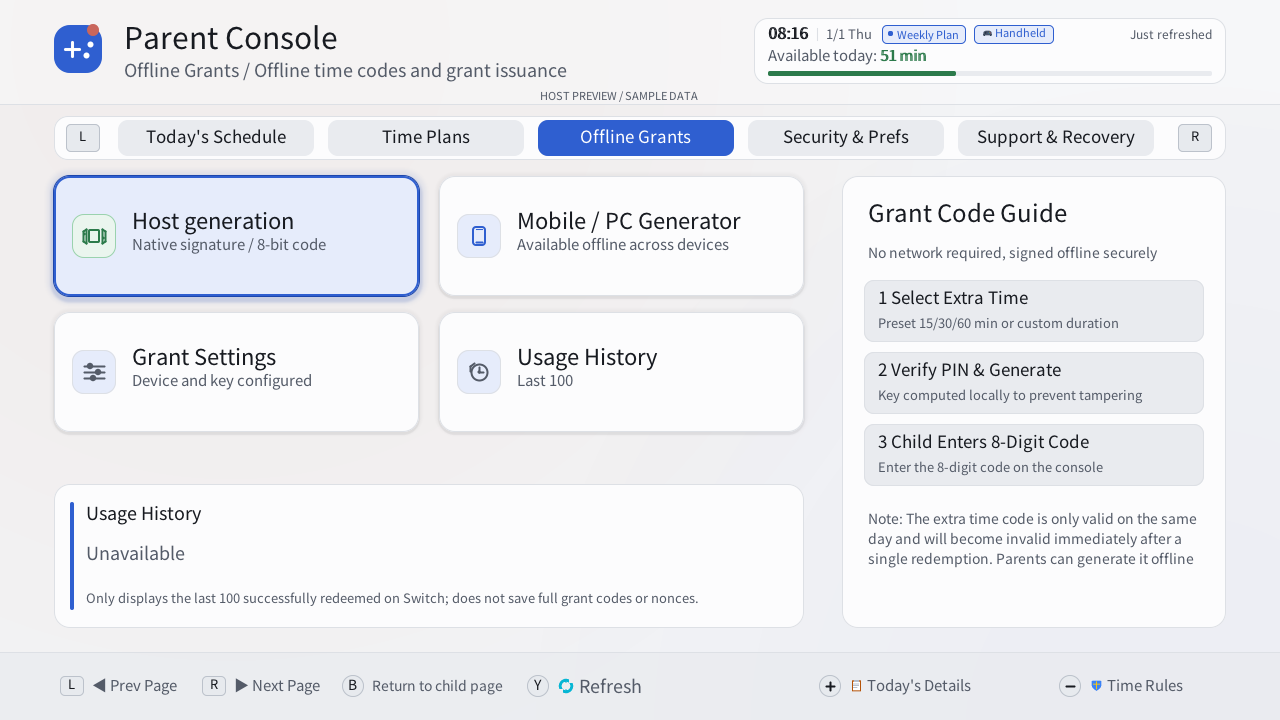 Parent Console
Offline Grants / Offline time codes and grant issuance
08:16 1/1 Thu Weekly Plan Handheld Just refreshed
Available today: 51 min
HOST PREVIEW / SAMPLE DATA
L Today's Schedule Time Plans Offline Grants Security & Prefs Support & Recovery R
Host generation
Native signature / 8-bit code
Mobile / PC Generator
Available offline across devices
Grant Settings
Device and key configured
Usage History
Last 100
Usage History
Unavailable
Only displays the last 100 successfully redeemed on Switch; does not save full grant codes or nonces.
Grant Code Guide
No network required, signed offline securely
1 Select Extra Time
Preset 15/30/60 min or custom duration
2 Verify PIN & Generate
Key computed locally to prevent tampering
3 Child Enters 8-Digit Code
Enter the 8-digit code on the console
Note: The extra time code is only valid on the same
day and will become invalid immediately after a
single redemption. Parents can generate it offline
L ◀ Prev Page R ▶ Next Page B Return to child page Y Refresh + Today's Details − Time Rules